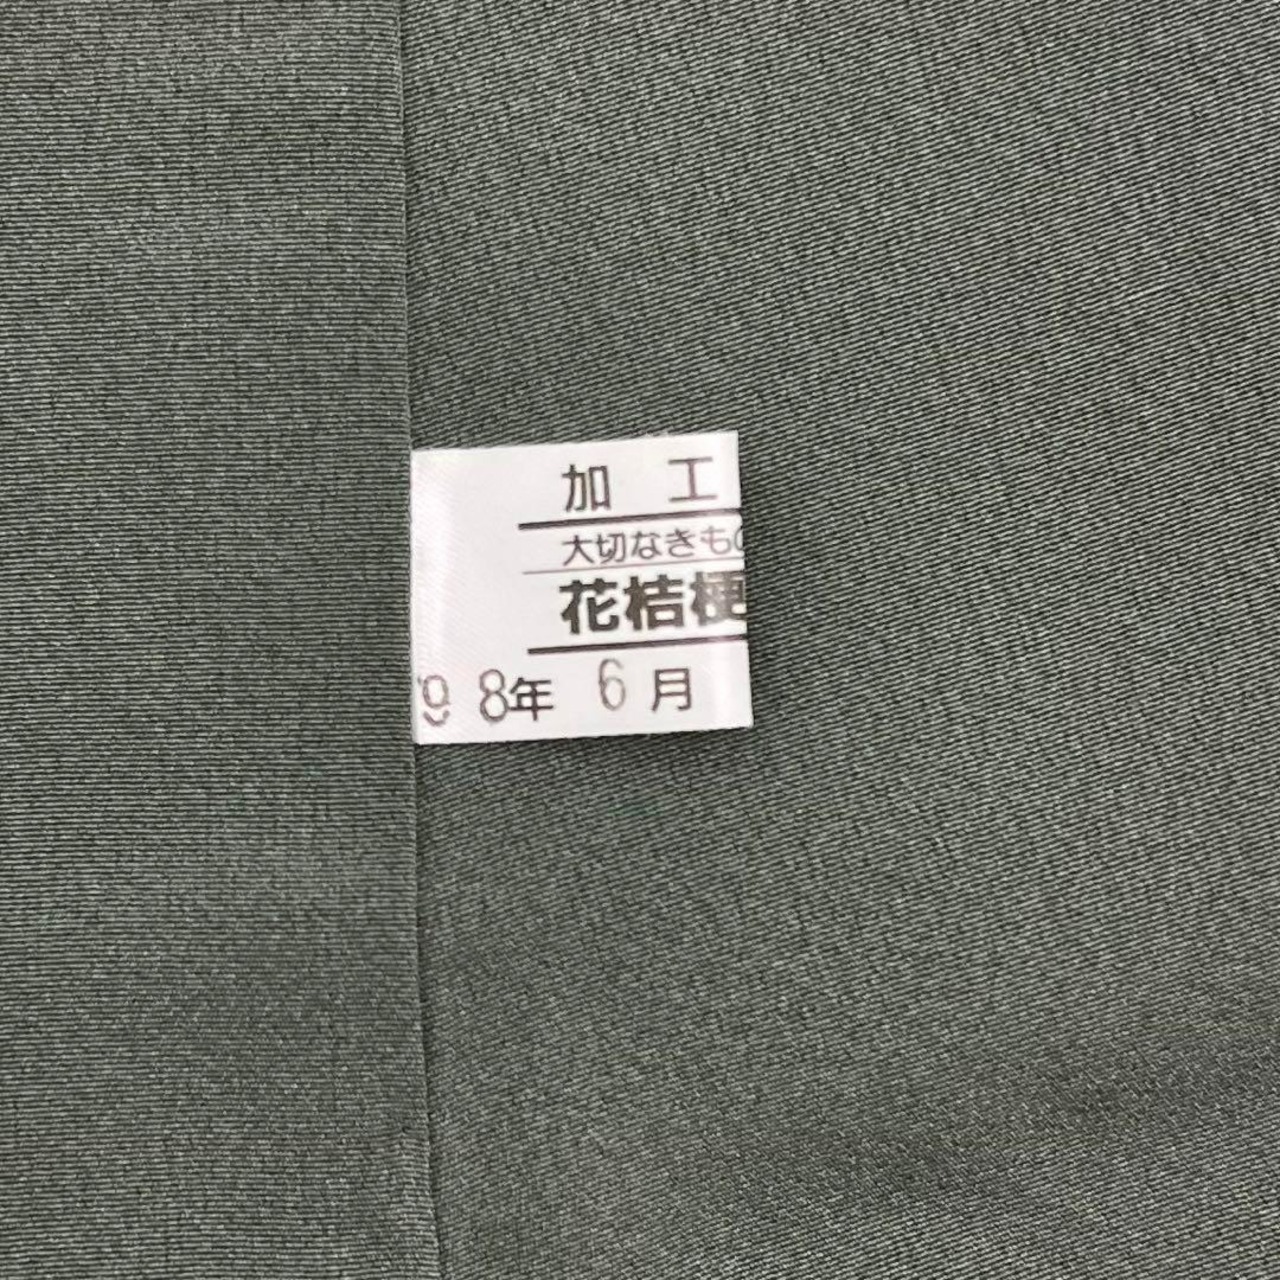 加 工
大切なきもの
花桔梗
'98年 6月